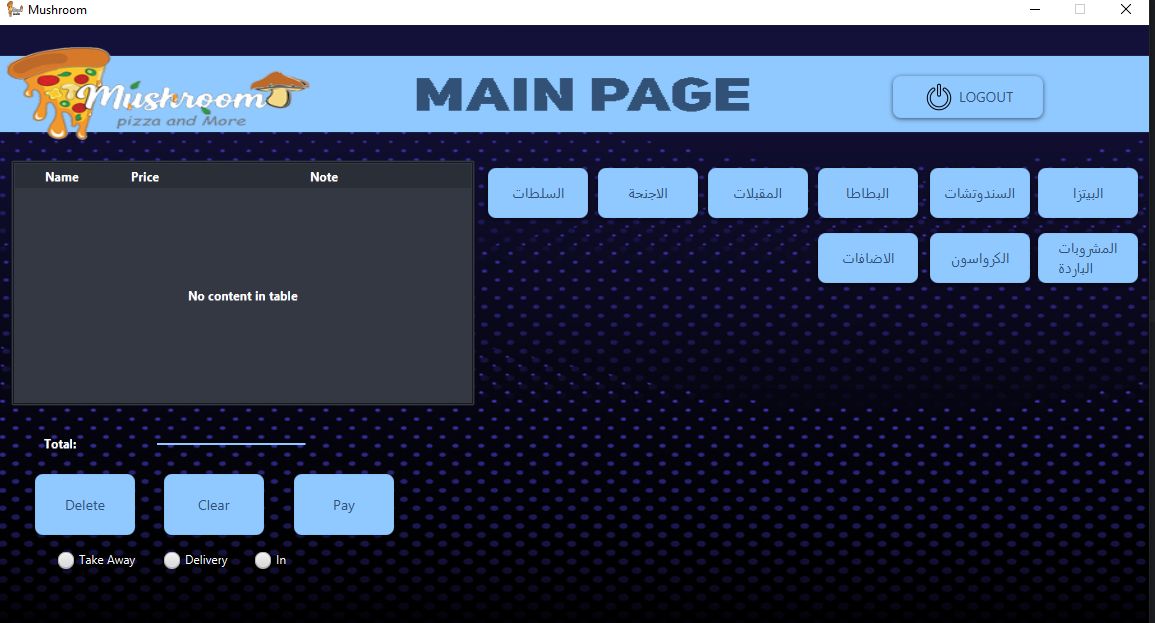 Mushroom
Mushroom
pizza and More
MAIN PAGE
LOGOUT
Name Price Note
No content in table
البيتزا
السندوتشات
البطاطا
المقبلات
الاجنحة
السلطات
المشروبات
الباردة
الكرواسون
الاضافات
Total:
Delete
Clear
Pay
Take Away
Delivery
In